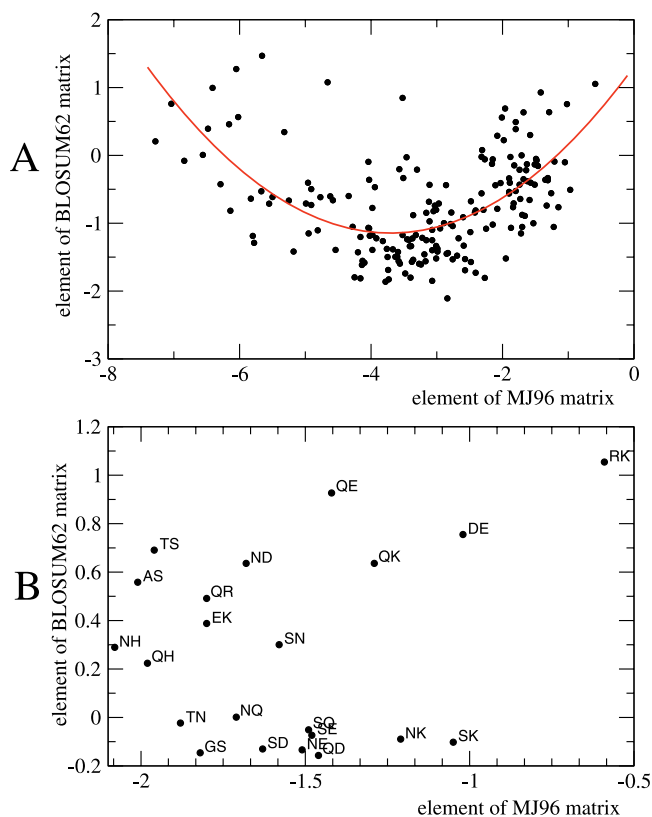 A
element of BLOSUM62 matrix
2
1
0
-1
-2
-3
-8 -6 -4 -2 0
element of MJ96 matrix
B
element of BLOSUM62 matrix
1.2
1
0.8
0.6
0.4
0.2
0
-0.2
RK
QE
DE
TS
ND
QK
AS
QR
EK
SN
NH
QH
TN
NQ
SQ
SE
NK
SK
GS
SD
NE
QD
-2 -1.5 -1 -0.5
element of MJ96 matrix